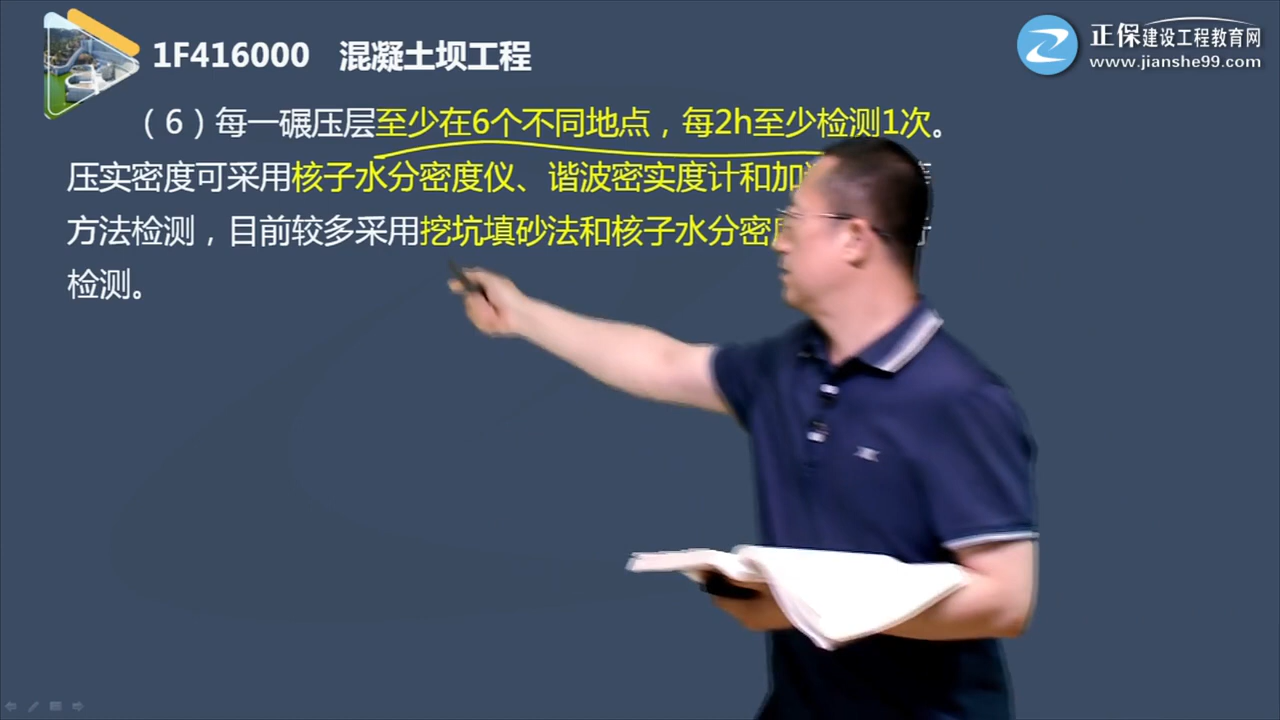 1F416000 混凝土坝工程
正保建设工程教育网
www.jianshe99.com
（6）每一碾压层至少在6个不同地点，每2h至少检测1次。
压实密度可采用核子水分密度仪、谐波密实度计和加
方法检测，目前较多采用挖坑填砂法和核子水分密
检测。